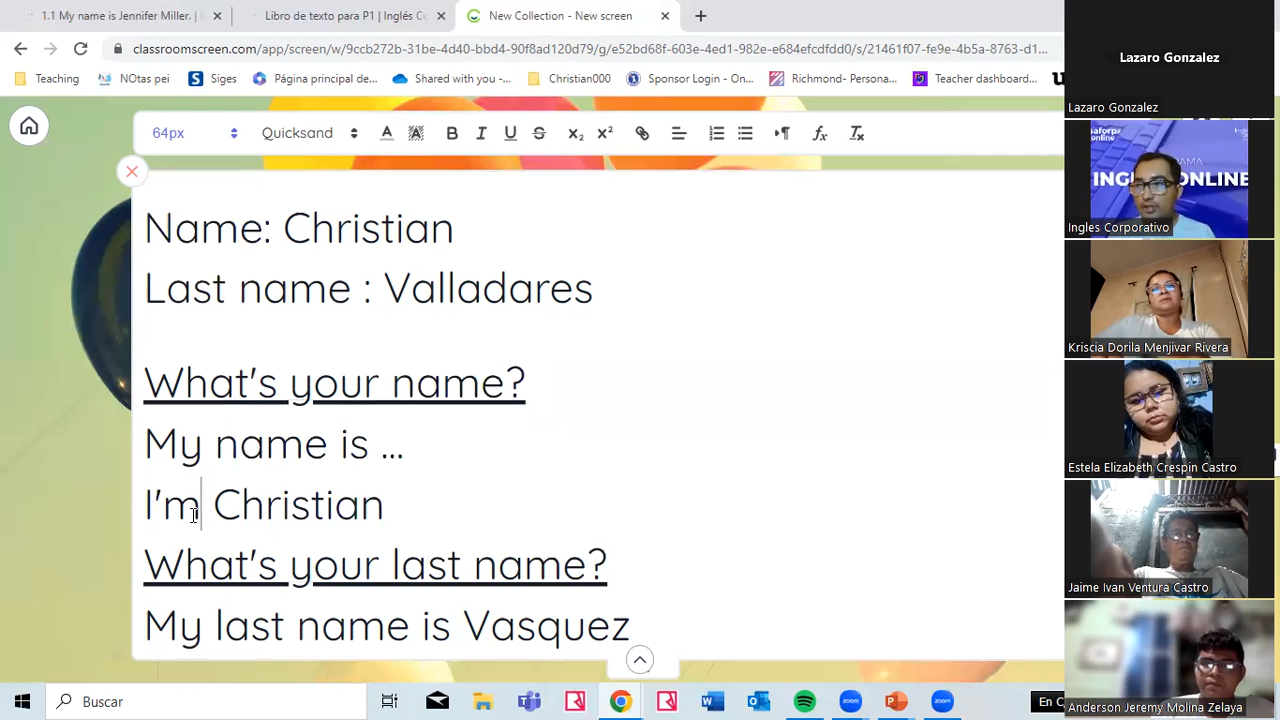 1.1 My name is Jennifer Miller.
Libro de texto para P1 | Inglés C
New Collection - New screen
classroomscreen.com/app/screen/w/9ccb272b-31be-4d40-bbd4-90f8ad120d79/g/e52bd68f-603e-4ed1-982e-e684efcdfdd0/s/21461f07-fe9e-4b5a-8763-d1...
Teaching
NOtas pei
Siges
Página principal de...
Shared with you -...
Christian000
Sponsor Login - On...
Richmond- Persona...
Teacher dashboard...
64px
Quicksand
Name: Christian
Last name : Valladares
What's your name?
My name is ...
I'm Christian
What's your last name?
My last name is Vasquez
Buscar
Lazaro Gonzalez
Lazaro Gonzalez
INGLES ONLINE
Ingles Corporativo
Kriscia Dorila Menjivar Rivera
Estela Elizabeth Crespin Castro
Jaime Ivan Ventura Castro
Anderson Jeremy Molina Zelaya